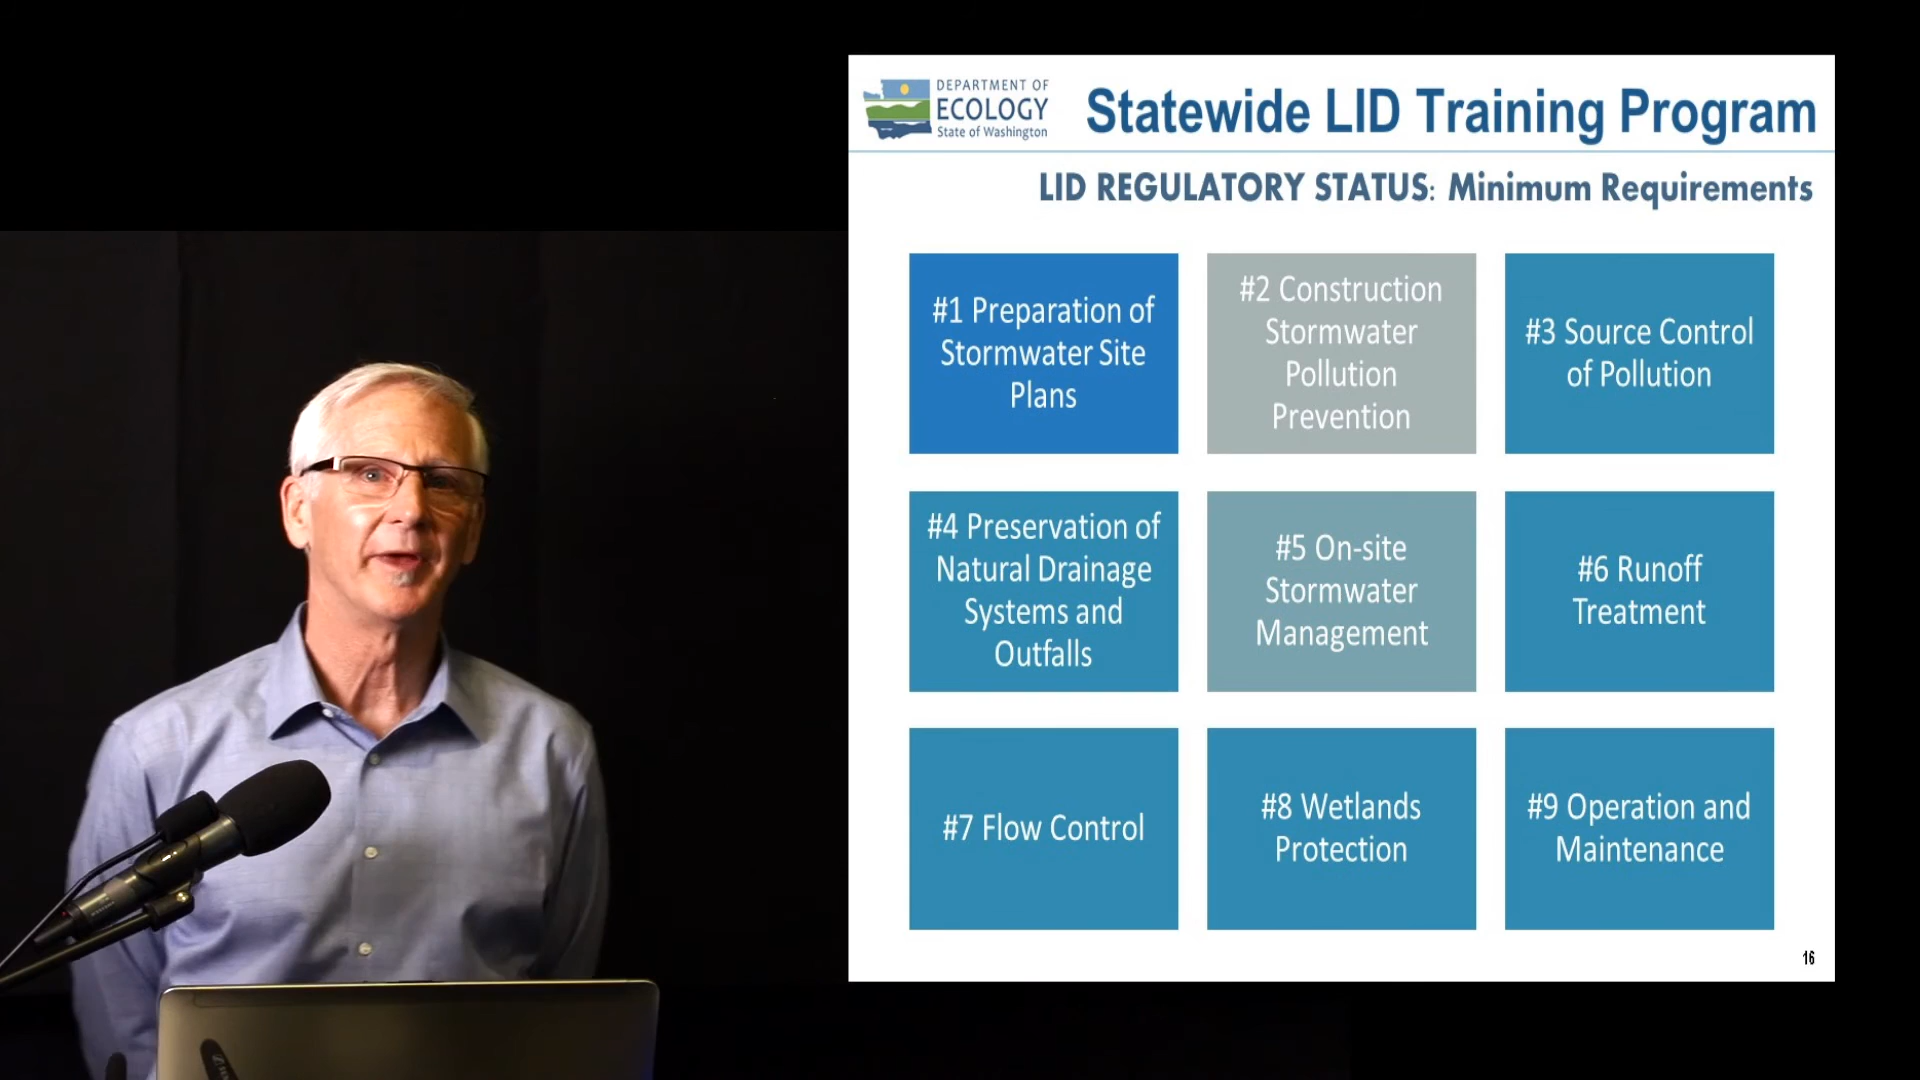 DEPARTMENT OF
ECOLOGY
State of Washington
Statewide LID Training Program
LID REGULATORY STATUS: Minimum Requirements
#1 Preparation of
Stormwater Site
Plans
#2 Construction
Stormwater
Pollution
Prevention
#3 Source Control
of Pollution
#4 Preservation of
Natural Drainage
Systems and
Outfalls
#5 On-site
Stormwater
Management
#6 Runoff
Treatment
#7 Flow Control
#8 Wetlands
Protection
#9 Operation and
Maintenance
16